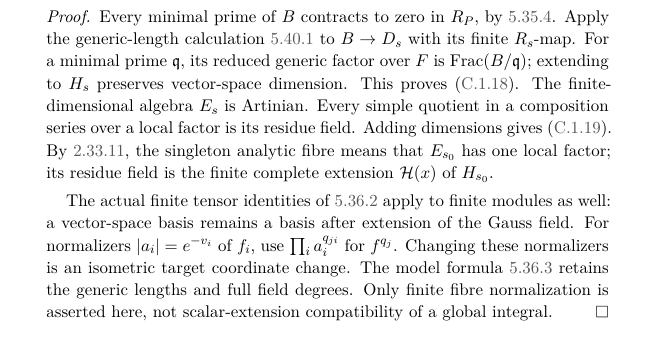 Proof. Every minimal prime of B contracts to zero in R_P, by 5.35.4. Apply
the generic-length calculation 5.40.1 to B → D_s with its finite R_s-map. For
a minimal prime 𝔮, its reduced generic factor over F is Frac(B/𝔮); extending
to H_s preserves vector-space dimension. This proves (C.1.18). The finite-
dimensional algebra E_s is Artinian. Every simple quotient in a composition
series over a local factor is its residue field. Adding dimensions gives (C.1.19).
By 2.33.11, the singleton analytic fibre means that E_{s_0} has one local factor;
its residue field is the finite complete extension ℋ(x) of H_{s_0}.
The actual finite tensor identities of 5.36.2 apply to finite modules as well:
a vector-space basis remains a basis after extension of the Gauss field. For
normalizers |a_i| = e^{-v_i} of f_i, use ∏_i a_i^{q_{ji}} for f^{q_j}. Changing these normalizers
is an isometric target coordinate change. The model formula 5.36.3 retains
the generic lengths and full field degrees. Only finite fibre normalization is
asserted here, not scalar-extension compatibility of a global integral. □